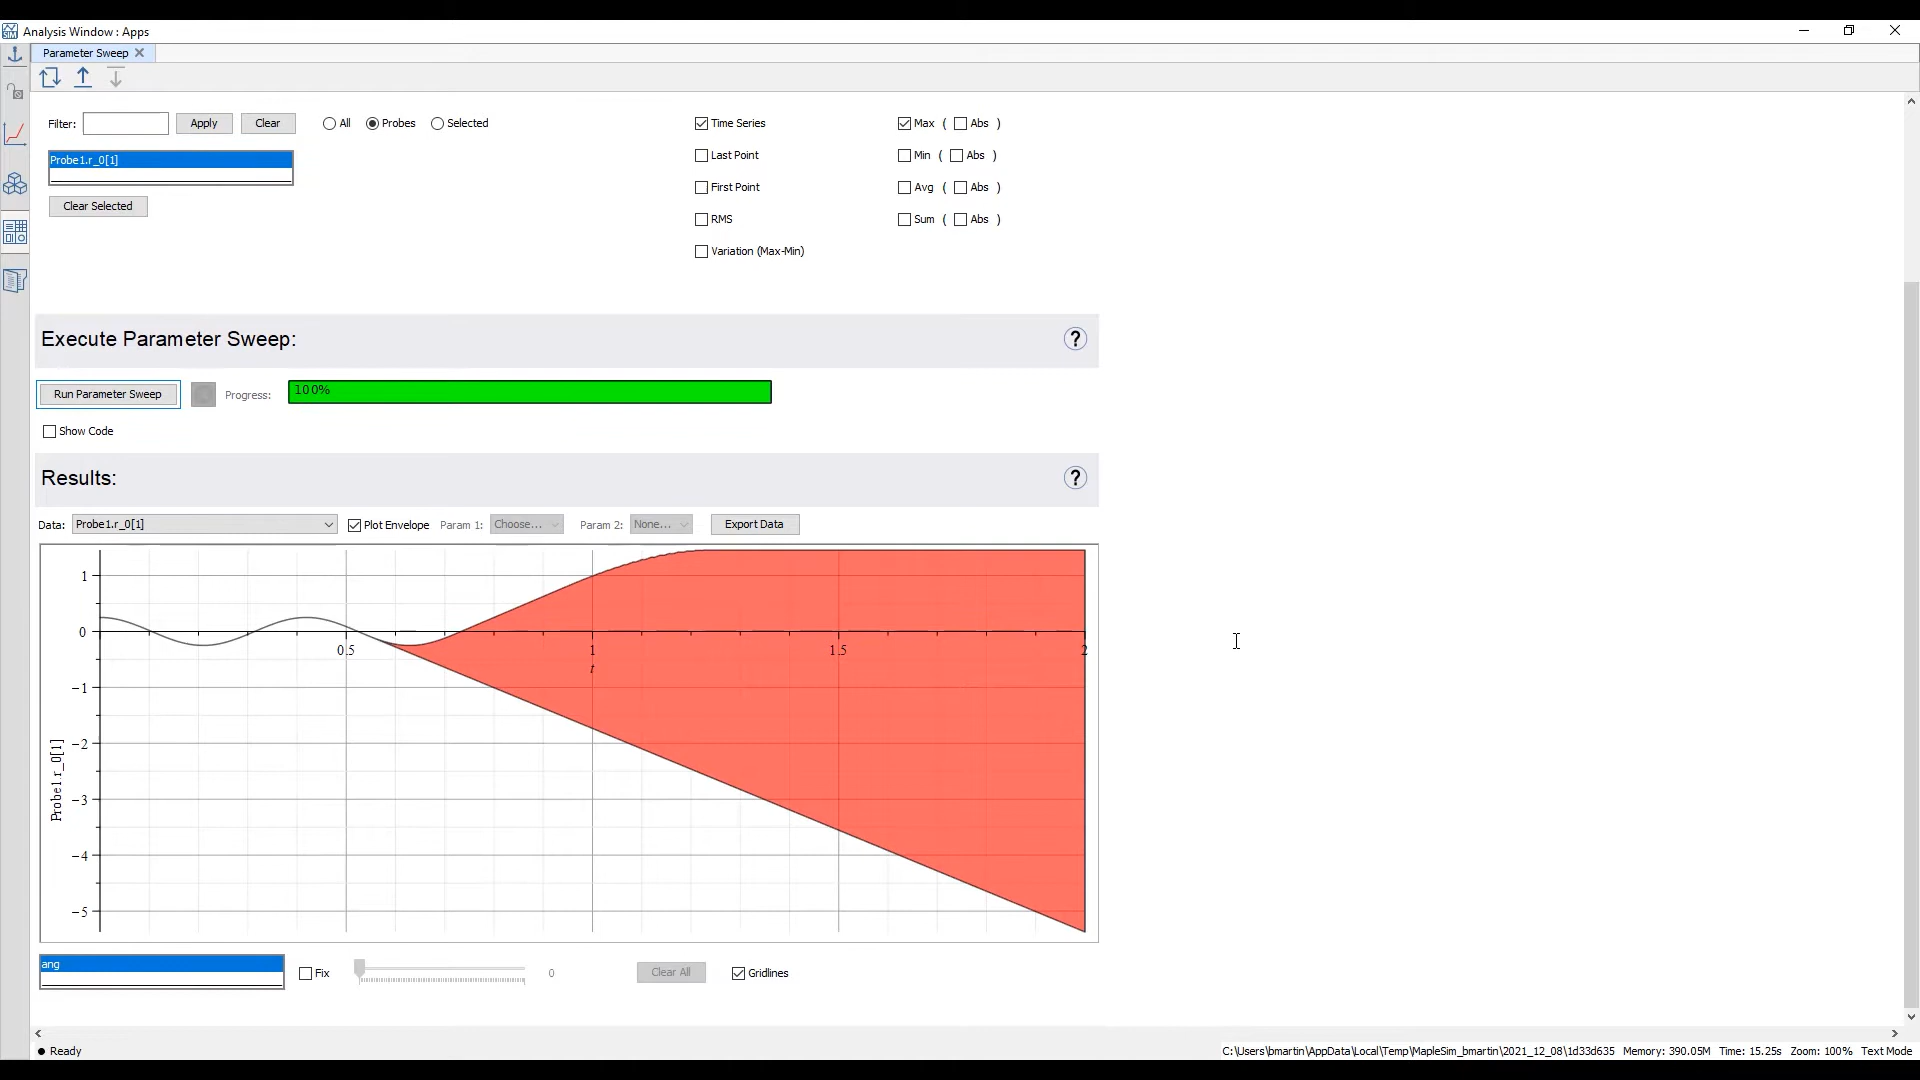 Analysis Window : Apps
Parameter Sweep
Filter: Apply Clear All Probes Selected
Probe1.r_0[1]
Clear Selected
Time Series Max ( Abs )
Last Point Min ( Abs )
First Point Avg ( Abs )
RMS Sum ( Abs )
Variation (Max-Min)
Execute Parameter Sweep: ?
Run Parameter Sweep Progress: 100%
Show Code
Results: ?
Data: Probe1.r_0[1] Plot Envelope Param 1: Choose... Param 2: None... Export Data
1
0
0.5 1 1.5 2
t
−1
−2
−3
−4
−5
Probe1.r_0[1]
ang Fix 0 Clear All Gridlines
Ready C:\Users\bmartin\AppData\Local\Temp\MapleSim_bmartin\2021_12_08\1d33d635 Memory: 390.05M Time: 15.25s Zoom: 100% Text Mode